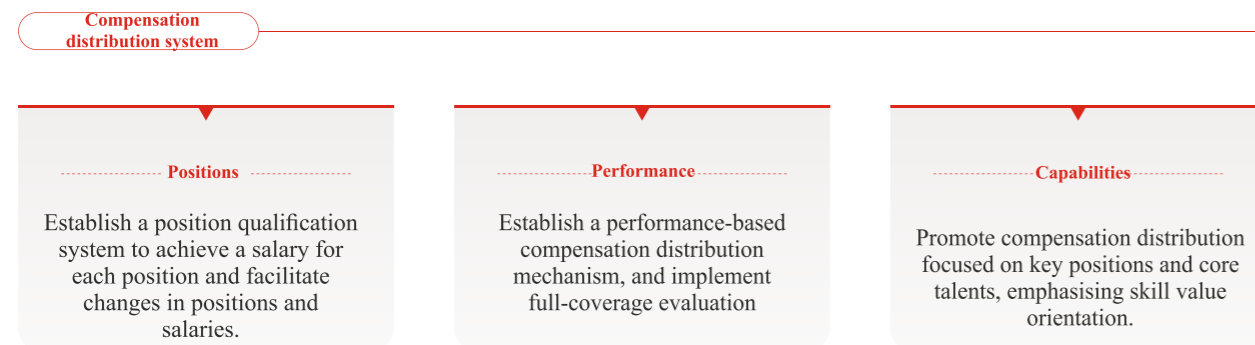 Compensation
distribution system
Positions
Establish a position qualification
system to achieve a salary for
each position and facilitate
changes in positions and
salaries.
Performance
Establish a performance-based
compensation distribution
mechanism, and implement
full-coverage evaluation
Capabilities
Promote compensation distribution
focused on key positions and core
talents, emphasising skill value
orientation.